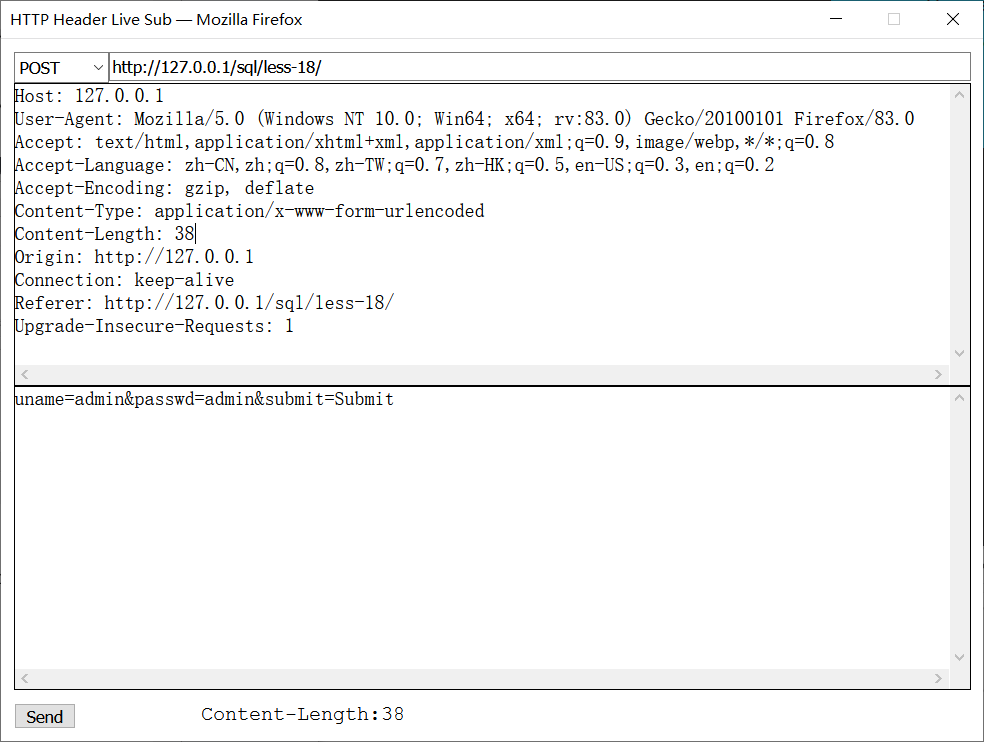 HTTP Header Live Sub — Mozilla Firefox
POST
http://127.0.0.1/sql/less-18/
Host: 127.0.0.1
User-Agent: Mozilla/5.0 (Windows NT 10.0; Win64; x64; rv:83.0) Gecko/20100101 Firefox/83.0
Accept: text/html,application/xhtml+xml,application/xml;q=0.9,image/webp,*/*;q=0.8
Accept-Language: zh-CN,zh;q=0.8,zh-TW;q=0.7,zh-HK;q=0.5,en-US;q=0.3,en;q=0.2
Accept-Encoding: gzip, deflate
Content-Type: application/x-www-form-urlencoded
Content-Length: 38
Origin: http://127.0.0.1
Connection: keep-alive
Referer: http://127.0.0.1/sql/less-18/
Upgrade-Insecure-Requests: 1
uname=admin&passwd=admin&submit=Submit
Send
Content-Length:38